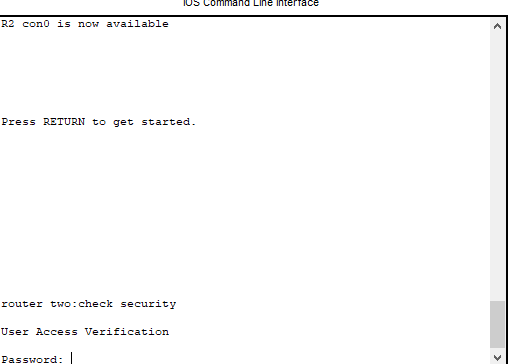 IOS Command Line Interface
R2 con0 is now available
Press RETURN to get started.
router two:check security
User Access Verification
Password: